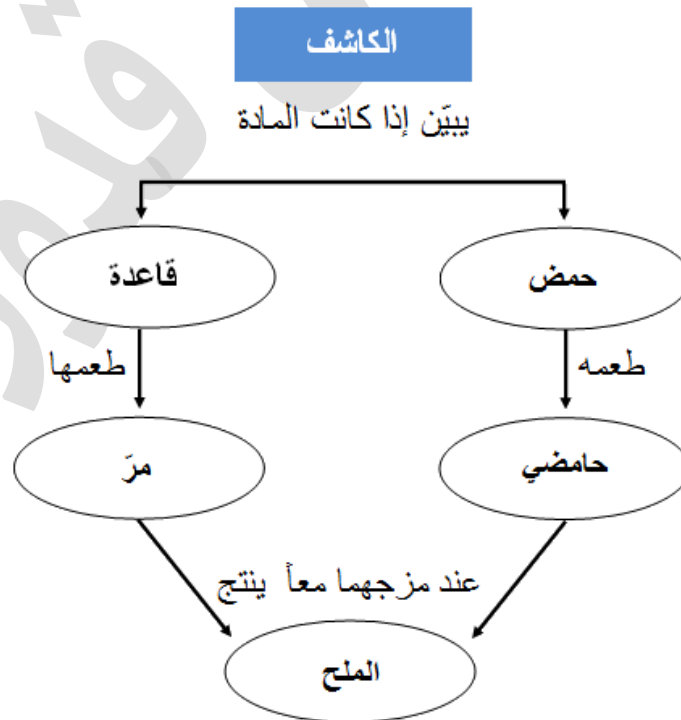 الكاشف
يبيّن إذا كانت المادة
حمض
قاعدة
طعمه
طعمها
حامضي
مرّ
عند مزجهما معاً ينتج
الملح